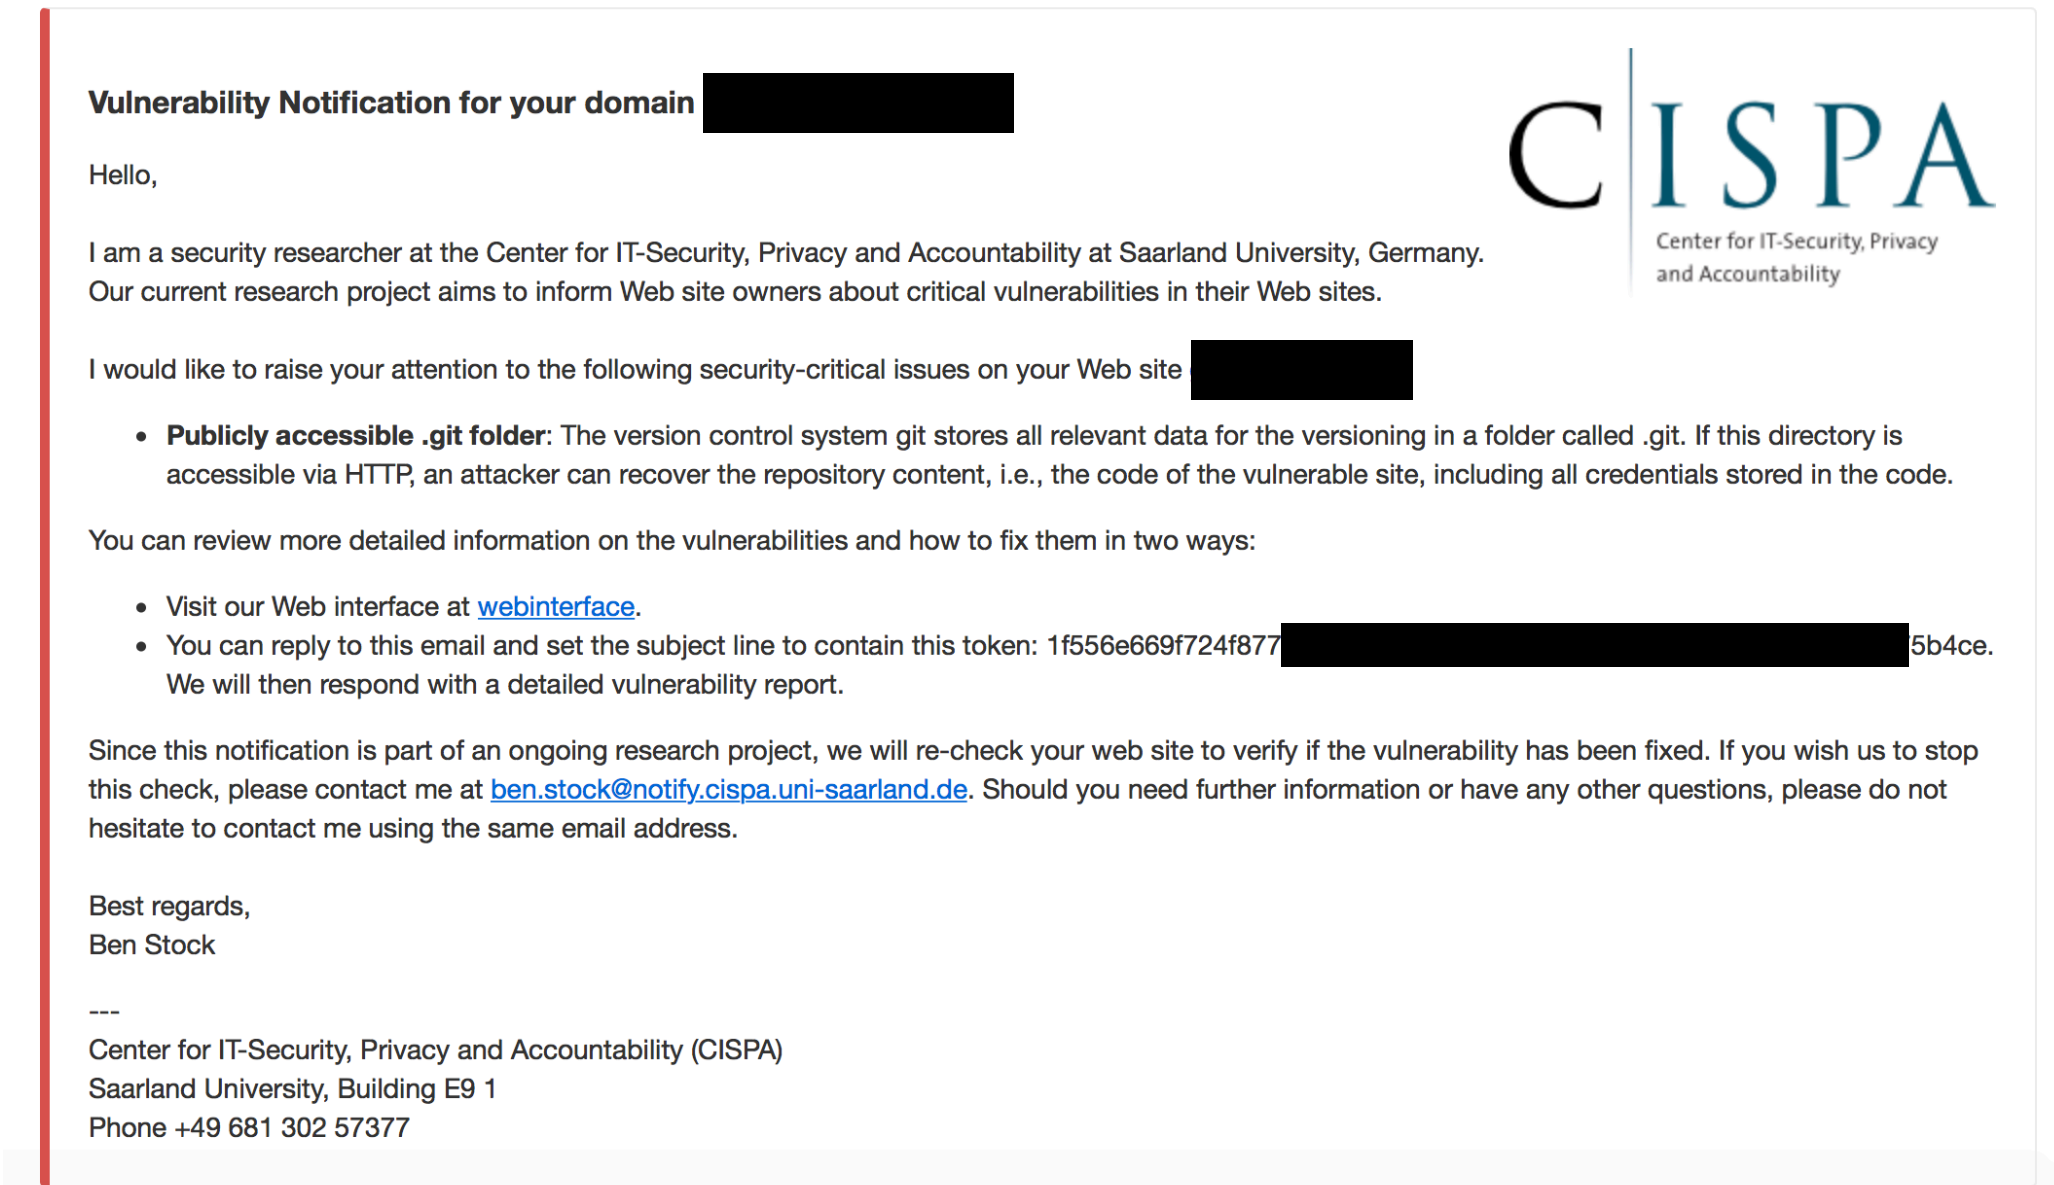 Vulnerability Notification for your domain
C ISPA
Center for IT-Security, Privacy
and Accountability
Hello,
I am a security researcher at the Center for IT-Security, Privacy and Accountability at Saarland University, Germany.
Our current research project aims to inform Web site owners about critical vulnerabilities in their Web sites.
I would like to raise your attention to the following security-critical issues on your Web site
• Publicly accessible .git folder: The version control system git stores all relevant data for the versioning in a folder called .git. If this directory is
accessible via HTTP, an attacker can recover the repository content, i.e., the code of the vulnerable site, including all credentials stored in the code.
You can review more detailed information on the vulnerabilities and how to fix them in two ways:
• Visit our Web interface at webinterface.
• You can reply to this email and set the subject line to contain this token: 1f556e669f724f877 5b4ce.
We will then respond with a detailed vulnerability report.
Since this notification is part of an ongoing research project, we will re-check your web site to verify if the vulnerability has been fixed. If you wish us to stop
this check, please contact me at ben.stock@notify.cispa.uni-saarland.de. Should you need further information or have any other questions, please do not
hesitate to contact me using the same email address.
Best regards,
Ben Stock
---
Center for IT-Security, Privacy and Accountability (CISPA)
Saarland University, Building E9 1
Phone +49 681 302 57377